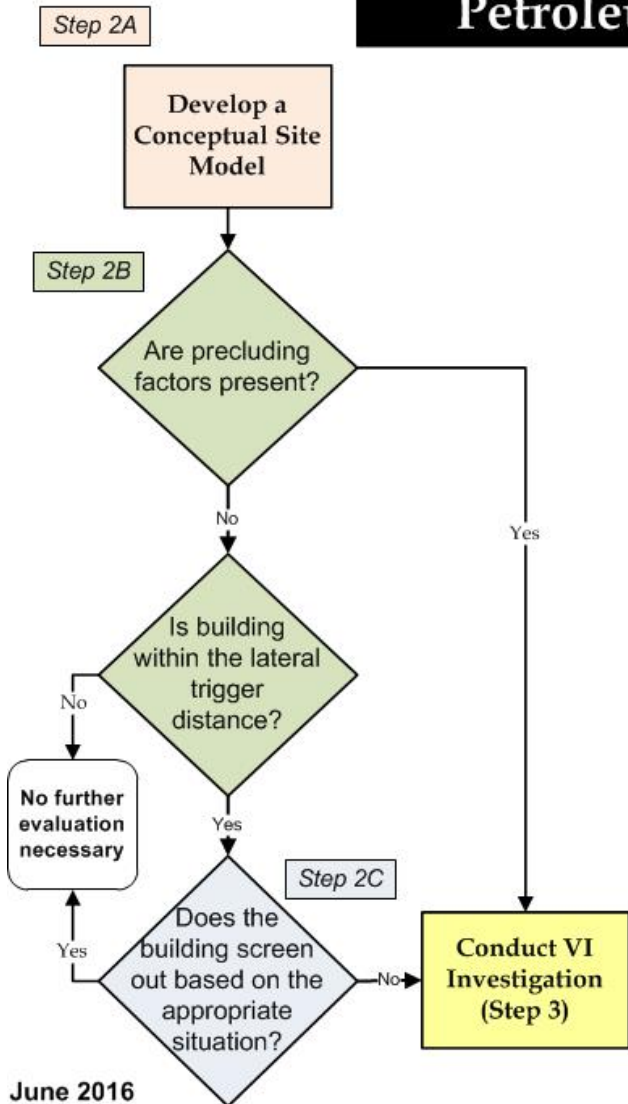 Step 2A
Develop a
Conceptual Site
Model
Step 2B
Are precluding
factors present?
No
Yes
Is building
within the lateral
trigger
distance?
No
No further
evaluation
necessary
Yes
Step 2C
Does the
building screen
out based on the
appropriate
situation?
Yes
No
Conduct VI
Investigation
(Step 3)
June 2016